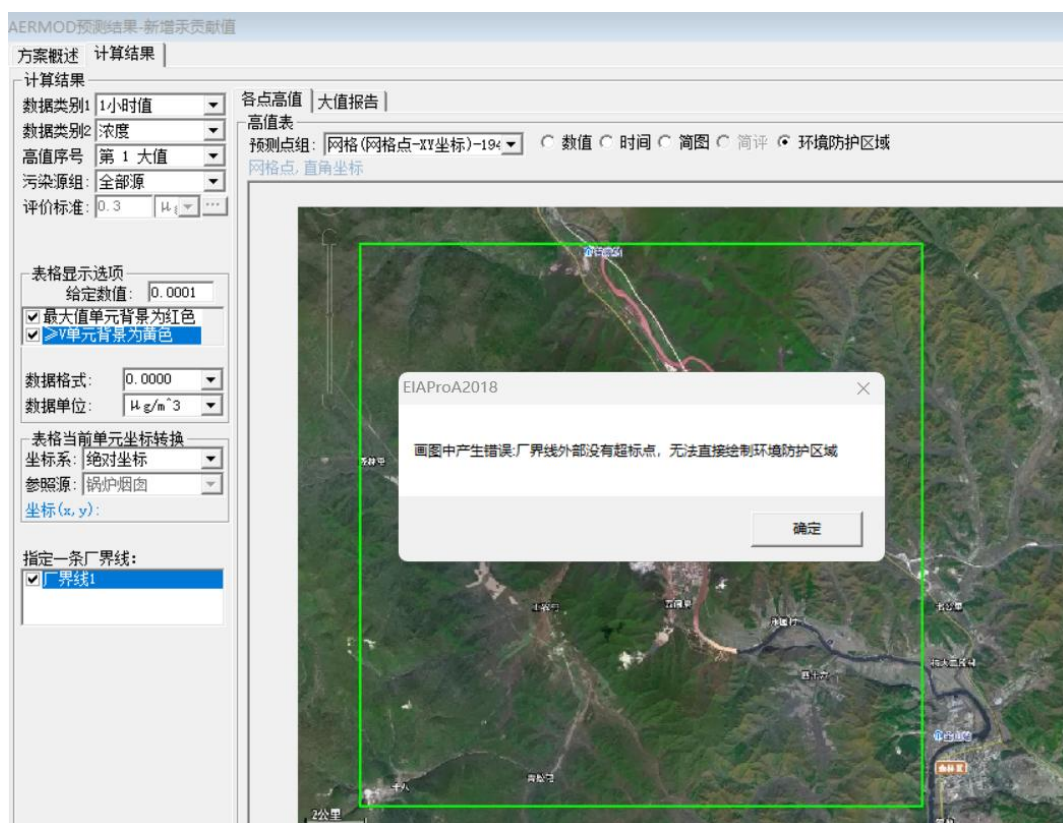 AERMOD预测结果-新增汞贡献值
方案概述 计算结果
计算结果
数据类别1 1小时值
数据类别2 浓度
高值序号 第 1 大值
污染源组: 全部源
评价标准: 0.3
表格显示选项
给定数值: 0.0001
最大值单元背景为红色
≥V单元背景为黄色
数据格式: 0.0000
数据单位: μg/m^3
表格当前单元坐标转换
坐标系: 绝对坐标
参照源: 锅炉烟囱
坐标(x,y):
指定一条厂界线:
厂界线1
各点高值 大值报告
高值表
预测点组: 网格(网格点-XY坐标)-194 数值 时间 简图 简评 环境防护区域
网格点, 直角坐标
EIAProA2018
画图中产生错误:厂界线外部没有超标点，无法直接绘制环境防护区域
确定
2公里